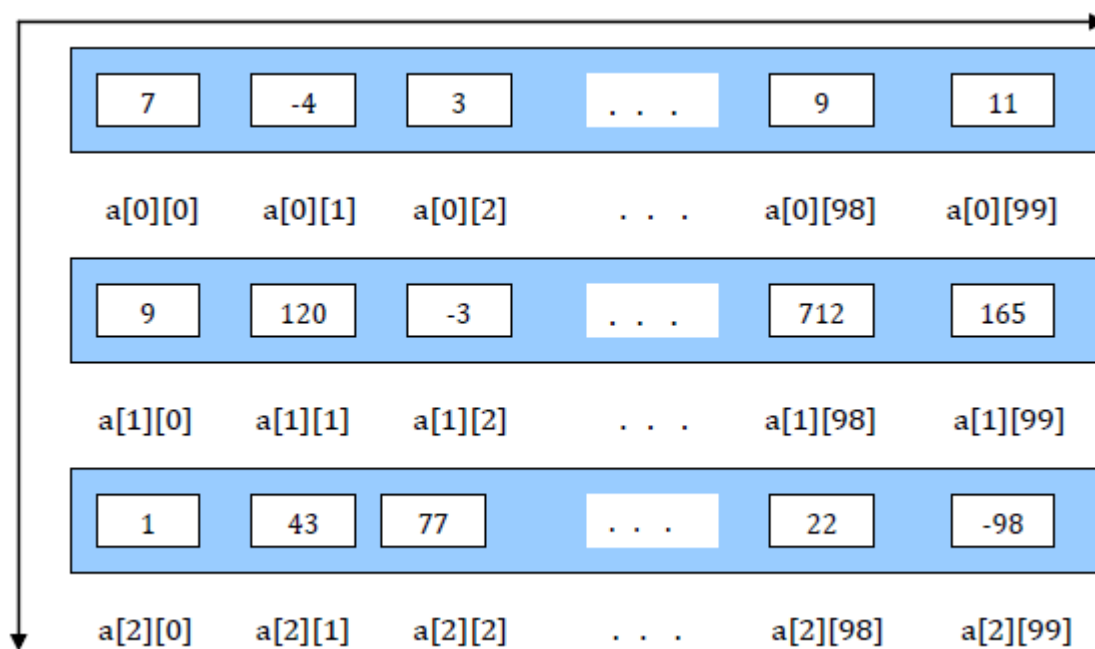 7 -4 3 . . . 9 11
a[0][0] a[0][1] a[0][2] . . . a[0][98] a[0][99]
9 120 -3 . . . 712 165
a[1][0] a[1][1] a[1][2] . . . a[1][98] a[1][99]
1 43 77 . . . 22 -98
a[2][0] a[2][1] a[2][2] . . . a[2][98] a[2][99]